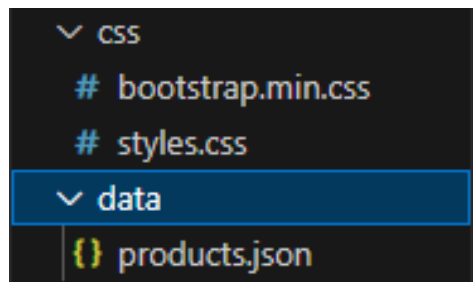 css
# bootstrap.min.css
# styles.css
data
{} products.json